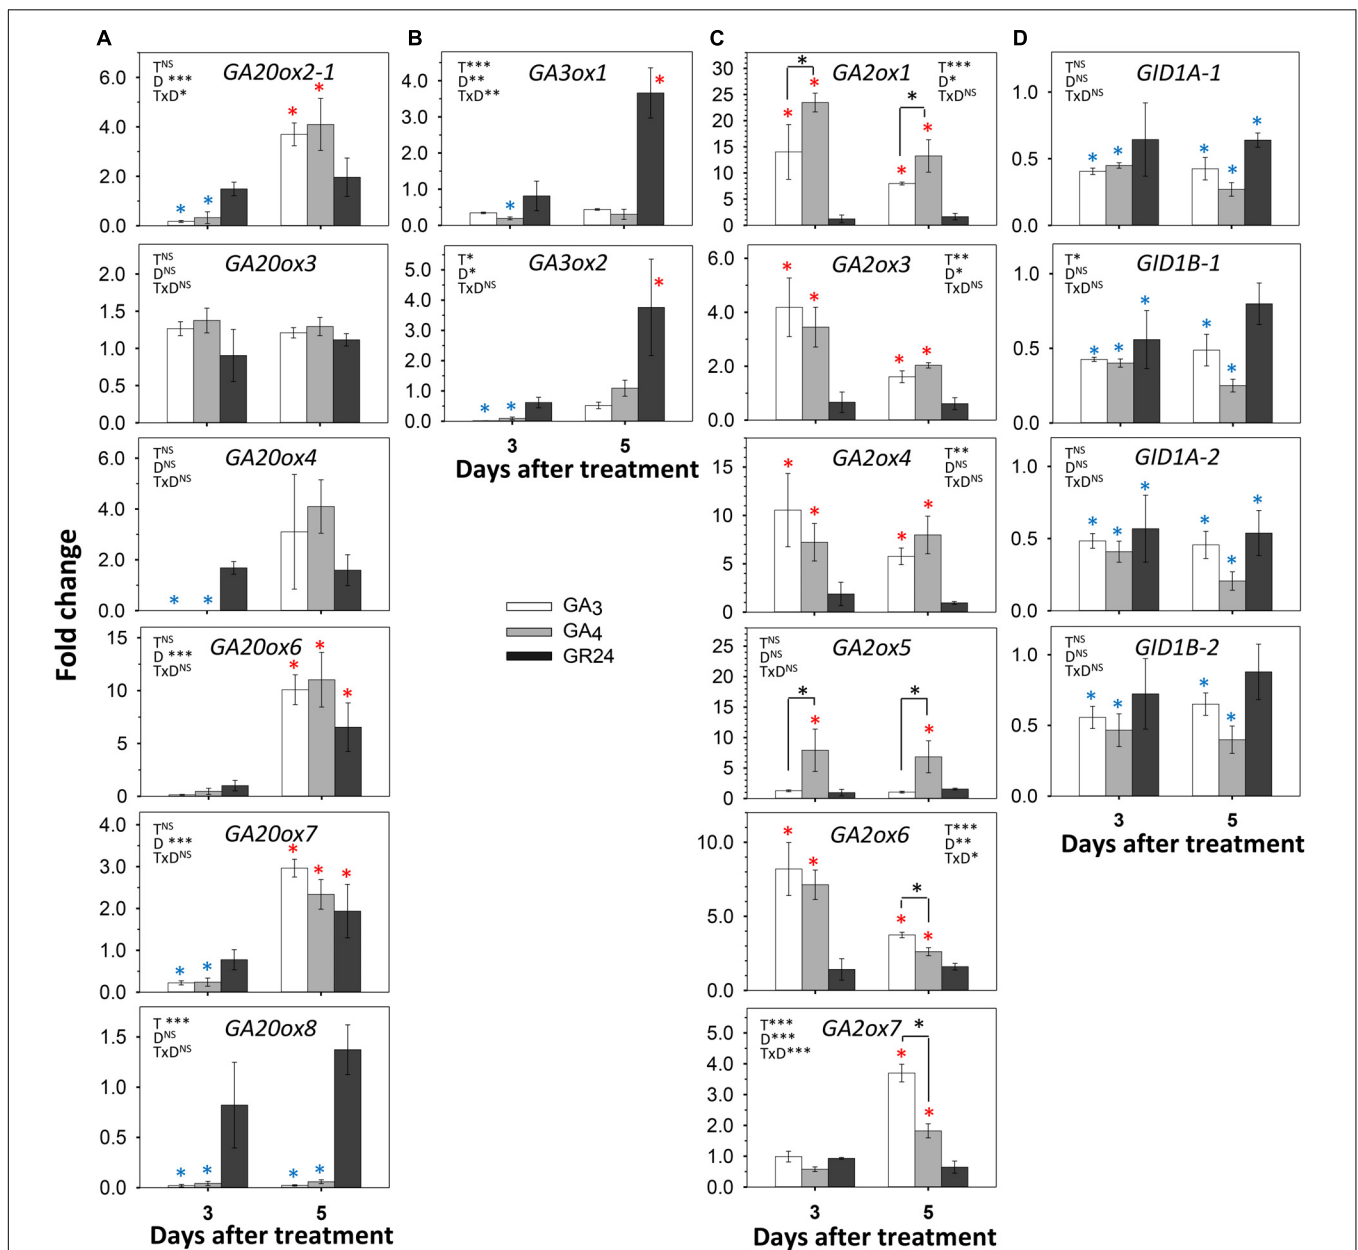 A
GA20ox2-1
T^NS
D ***
TxD*
6.0
4.0
2.0
0.0
* * * *
GA20ox3
T^NS
D^NS
TxD^NS
2.0
1.5
1.0
0.5
0.0
GA20ox4
T^NS
D^NS
TxD^NS
6.0
4.0
2.0
0.0
* *
Fold change
GA20ox6
T^NS
D ***
TxD^NS
15
10
5
0
* * *
GA20ox7
T^NS
D ***
TxD^NS
4.0
3.0
2.0
1.0
0.0
* * * * *
GA20ox8
T ***
D^NS
TxD^NS
1.5
1.0
0.5
0.0
* * * *
3 5
Days after treatment
B
GA3ox1
T***
D**
TxD**
4.0
3.0
2.0
1.0
0.0
* *
GA3ox2
T*
D*
TxD^NS
5.0
4.0
3.0
2.0
1.0
0.0
* * *
3 5
Days after treatment
GA3
GA4
GR24
C
GA2ox1
T***
D*
TxD^NS
30
25
20
15
10
5
0
* * * * * *
GA2ox3
T**
D*
TxD^NS
6.0
4.0
2.0
0.0
* * * *
GA2ox4
T**
D^NS
TxD^NS
15
10
5
0
* * * *
GA2ox5
T^NS
D^NS
TxD^NS
25
20
15
10
5
0
* * * *
GA2ox6
T***
D**
TxD*
10.0
5.0
0.0
* * * * *
GA2ox7
T***
D***
TxD***
5.0
4.0
3.0
2.0
1.0
0.0
* * *
3 5
Days after treatment
D
GID1A-1
T^NS
D^NS
TxD^NS
1.0
0.5
0.0
* * * * *
GID1B-1
T*
D^NS
TxD^NS
1.0
0.5
0.0
* * * * *
GID1A-2
T^NS
D^NS
TxD^NS
1.0
0.5
0.0
* * * * * *
GID1B-2
T^NS
D^NS
TxD^NS
1.0
0.5
0.0
* * * *
3 5
Days after treatment